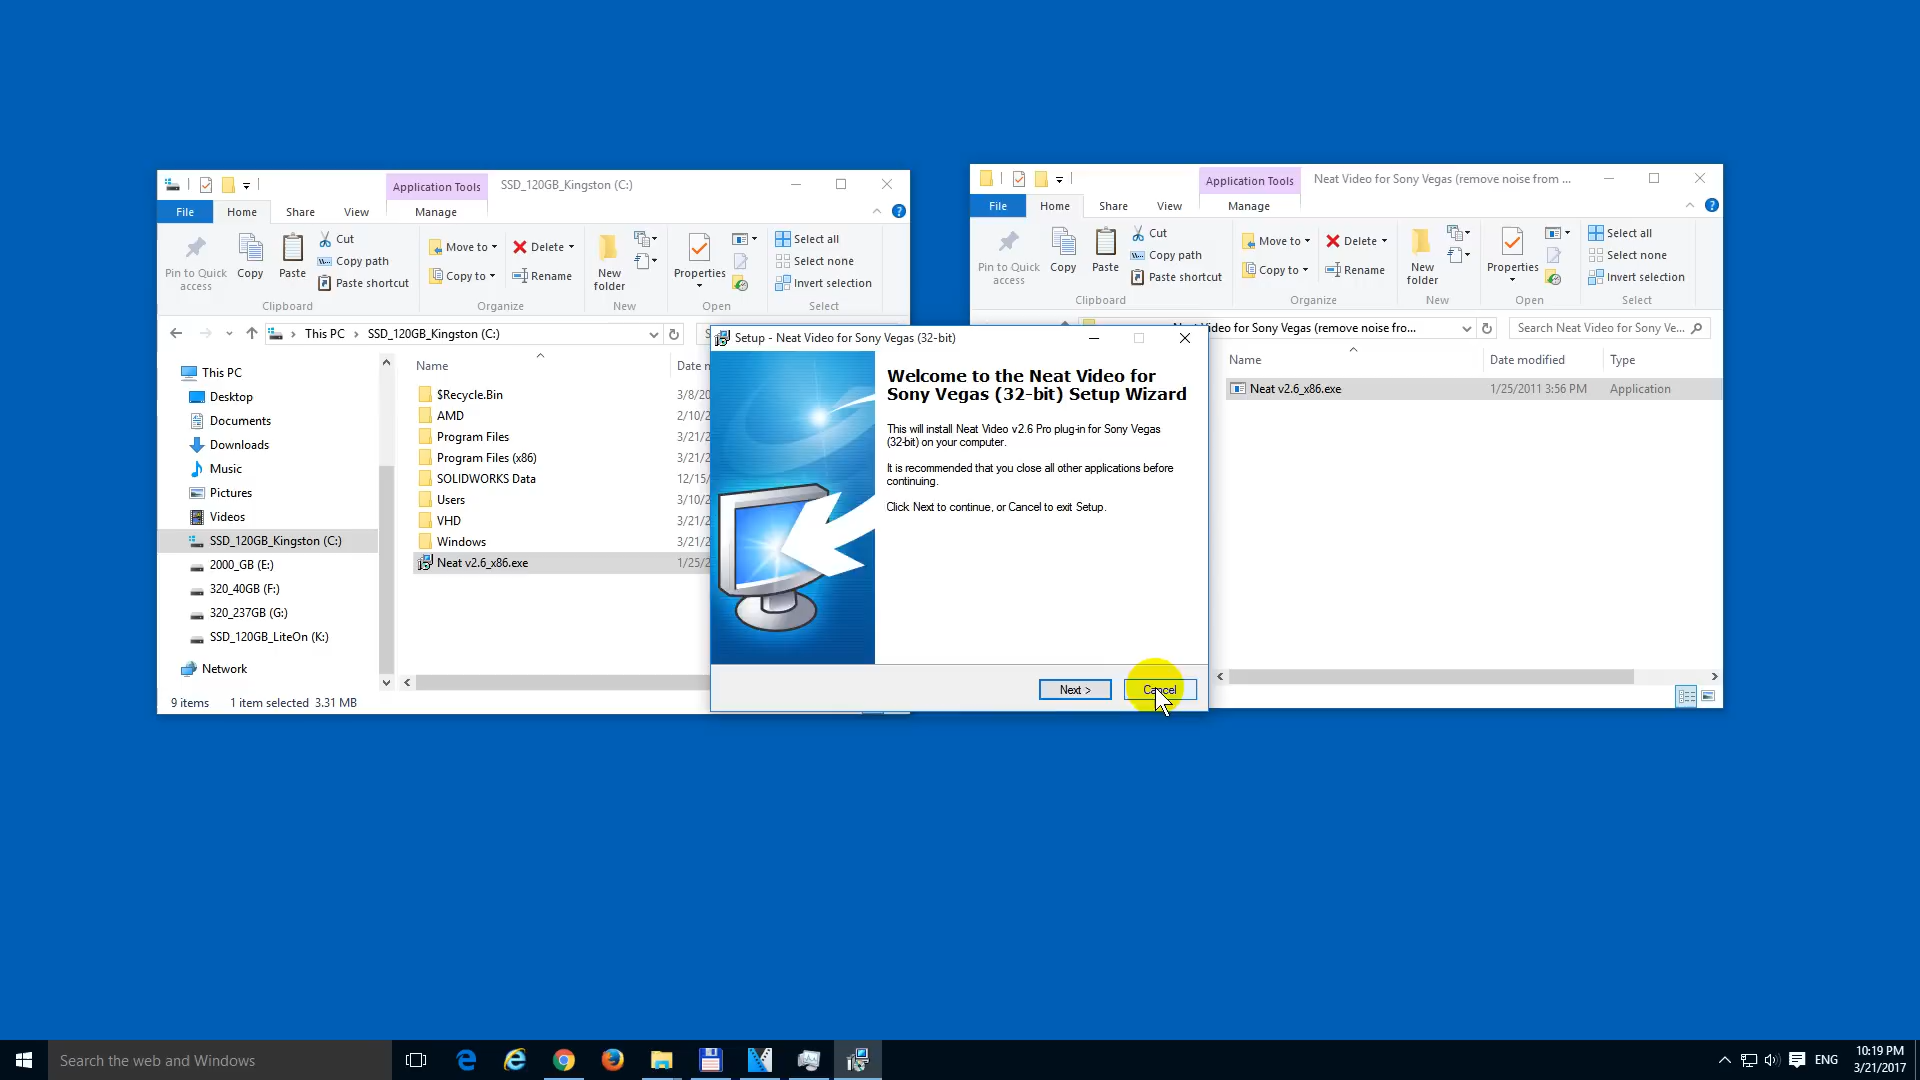 Application Tools
SSD_120GB_Kingston (C:)
File
Home
Share
View
Manage
Pin to Quick
access
Copy
Paste
Cut
Copy path
Paste shortcut
Clipboard
Move to
Copy to
Delete
Rename
Organize
New
folder
New
Properties
Open
Select all
Select none
Invert selection
Select
This PC
SSD_120GB_Kingston (C:)
This PC
Desktop
Documents
Downloads
Music
Pictures
Videos
SSD_120GB_Kingston (C:)
2000_GB (E:)
320_40GB (F:)
320_237GB (G:)
SSD_120GB_LiteOn (K:)
Network
Name
$Recycle.Bin 3/8/20
AMD 2/10/2
Program Files 3/21/2
Program Files (x86) 3/21/2
SOLIDWORKS Data 12/15/
Users 3/10/2
VHD 3/21/2
Windows 3/21/2
Neat v2.6_x86.exe 1/25/2
9 items 1 item selected 3.31 MB
Application Tools
Neat Video for Sony Vegas (remove noise from ...
File
Home
Share
View
Manage
Pin to Quick
access
Copy
Paste
Cut
Copy path
Paste shortcut
Clipboard
Move to
Copy to
Delete
Rename
Organize
New
folder
New
Properties
Open
Select all
Select none
Invert selection
Select
Video for Sony Vegas (remove noise fro...
Search Neat Video for Sony Ve...
Name
Date modified
Type
Neat v2.6_x86.exe
1/25/2011 3:56 PM
Application
Setup - Neat Video for Sony Vegas (32-bit)
Welcome to the Neat Video for
Sony Vegas (32-bit) Setup Wizard
This will install Neat Video v2.6 Pro plug-in for Sony Vegas
(32-bit) on your computer.
It is recommended that you close all other applications before
continuing.
Click Next to continue, or Cancel to exit Setup.
Next >
Cancel
Search the web and Windows
ENG
10:19 PM
3/21/2017